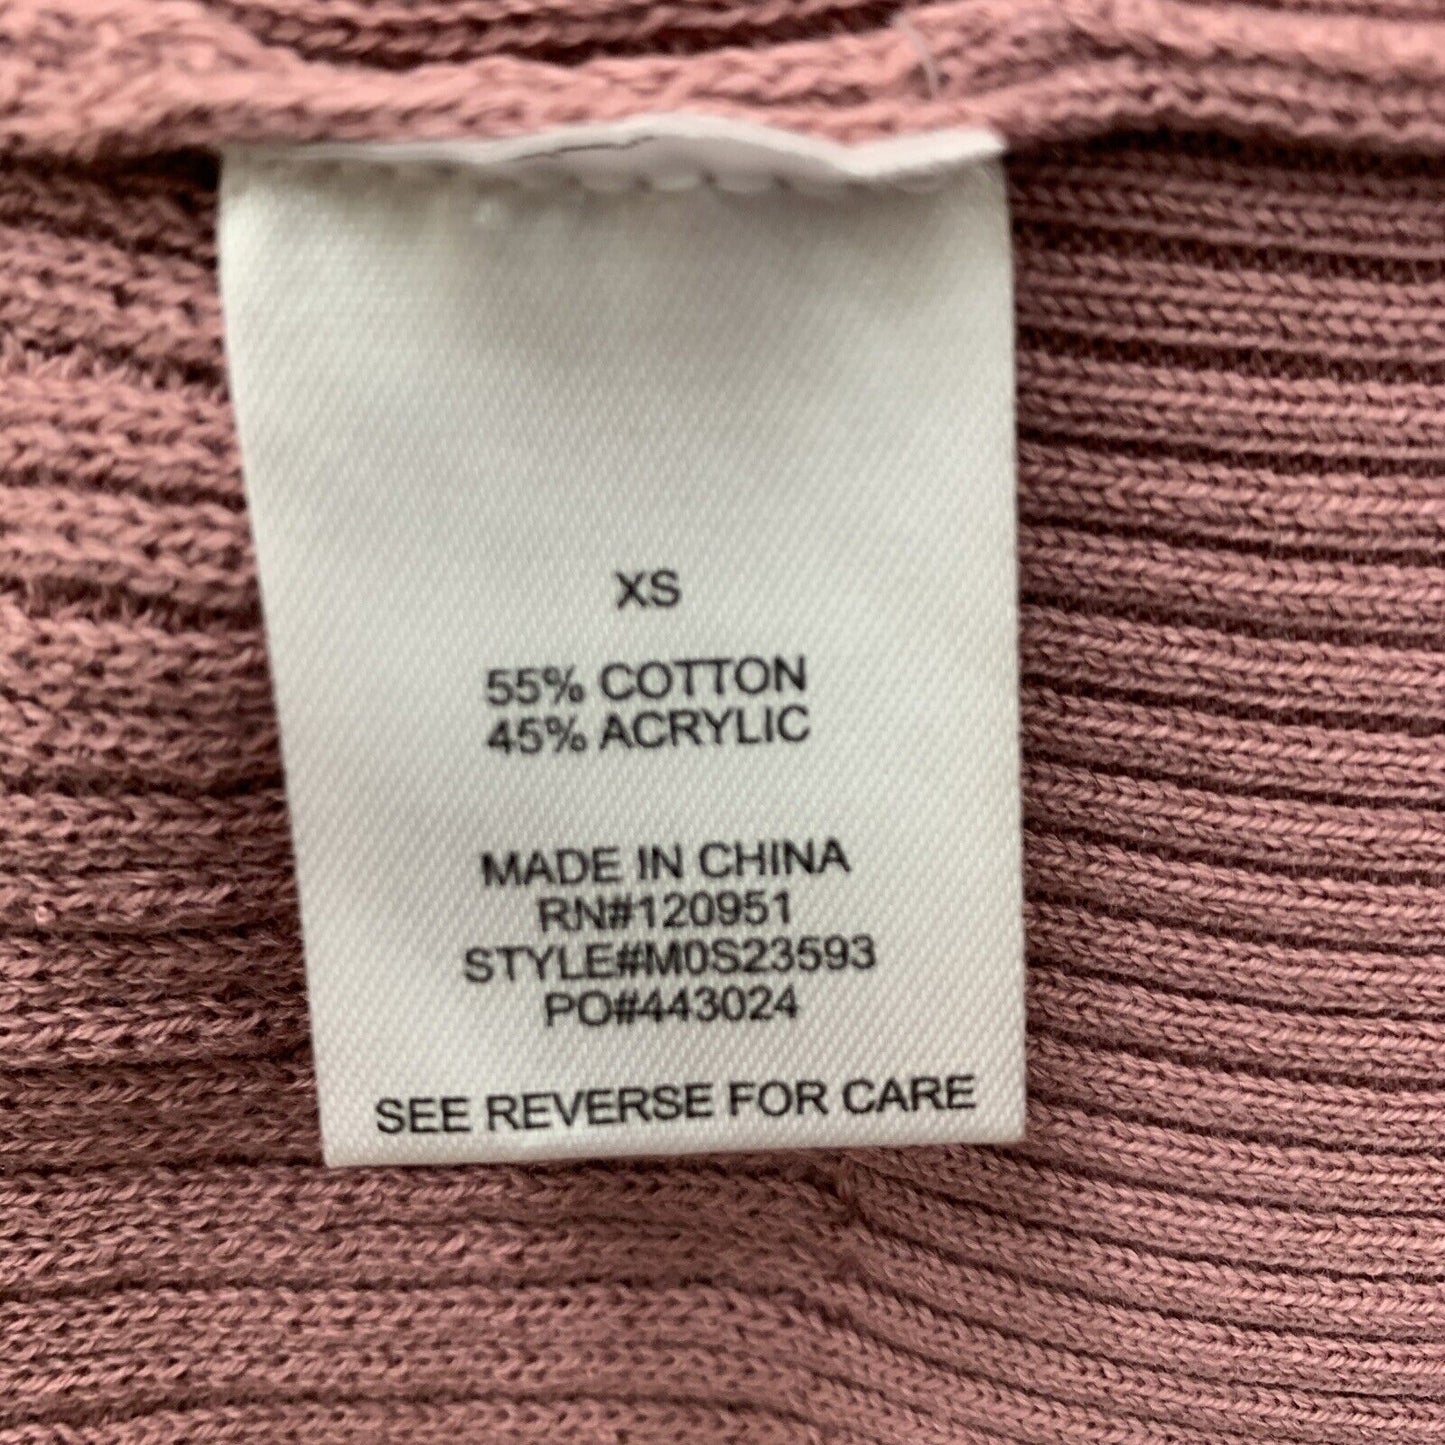 XS
55% COTTON
45% ACRYLIC
MADE IN CHINA
RN#120951
STYLE#M0S23593
PO#443024
SEE REVERSE FOR CARE